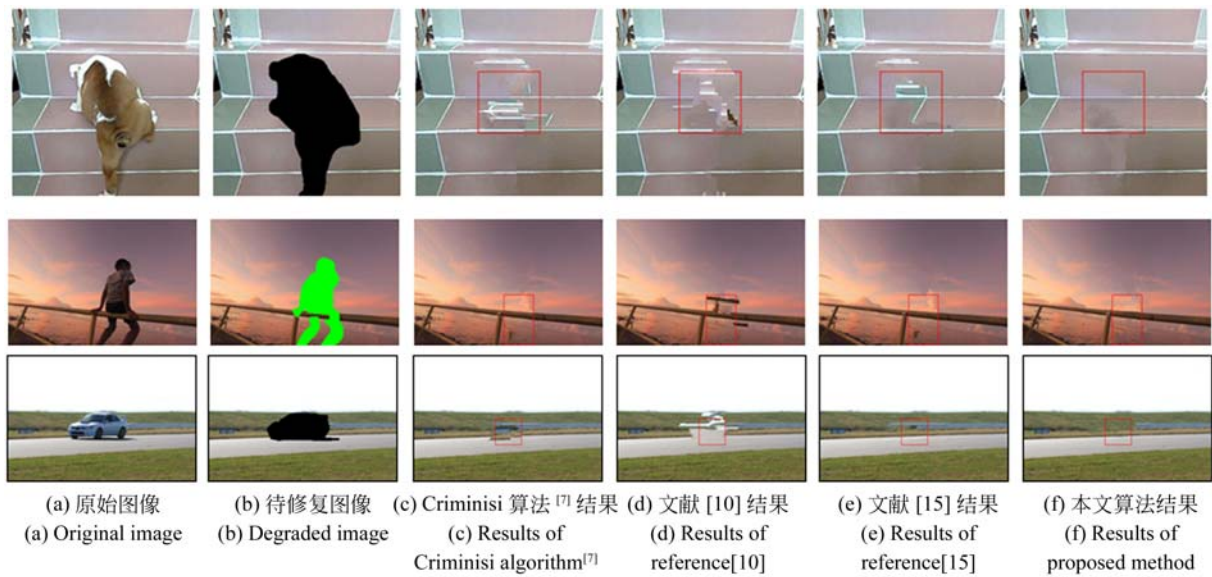 (a) 原始图像 (b) 待修复图像 (c) Criminisi 算法 [7] 结果 (d) 文献 [10] 结果 (e) 文献 [15] 结果 (f) 本文算法结果
(a) Original image (b) Degraded image (c) Results of (d) Results of (e) Results of (f) Results of
Criminisi algorithm[7] reference[10] reference[15] proposed method